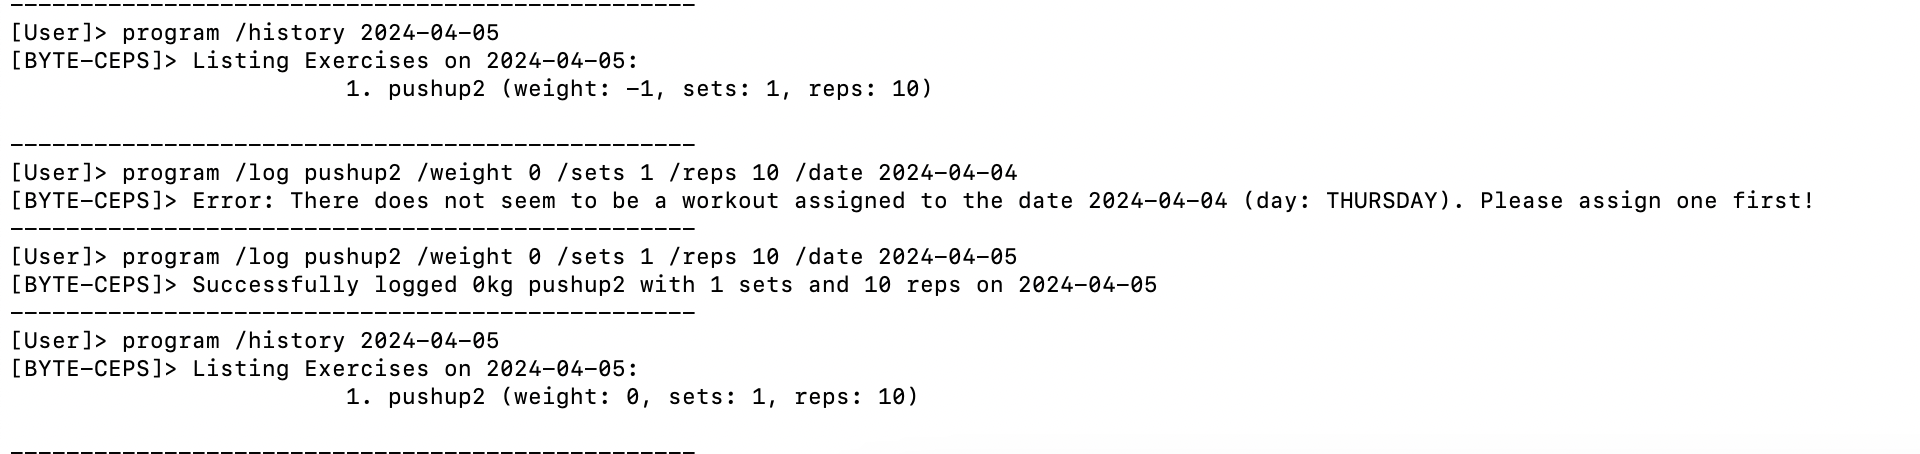 -------------------------------------------------
[User]> program /history 2024-04-05
[BYTE-CEPS]> Listing Exercises on 2024-04-05:
                        1. pushup2 (weight: -1, sets: 1, reps: 10)

-------------------------------------------------
[User]> program /log pushup2 /weight 0 /sets 1 /reps 10 /date 2024-04-04
[BYTE-CEPS]> Error: There does not seem to be a workout assigned to the date 2024-04-04 (day: THURSDAY). Please assign one first!
-------------------------------------------------
[User]> program /log pushup2 /weight 0 /sets 1 /reps 10 /date 2024-04-05
[BYTE-CEPS]> Successfully logged 0kg pushup2 with 1 sets and 10 reps on 2024-04-05
-------------------------------------------------
[User]> program /history 2024-04-05
[BYTE-CEPS]> Listing Exercises on 2024-04-05:
                        1. pushup2 (weight: 0, sets: 1, reps: 10)

-------------------------------------------------